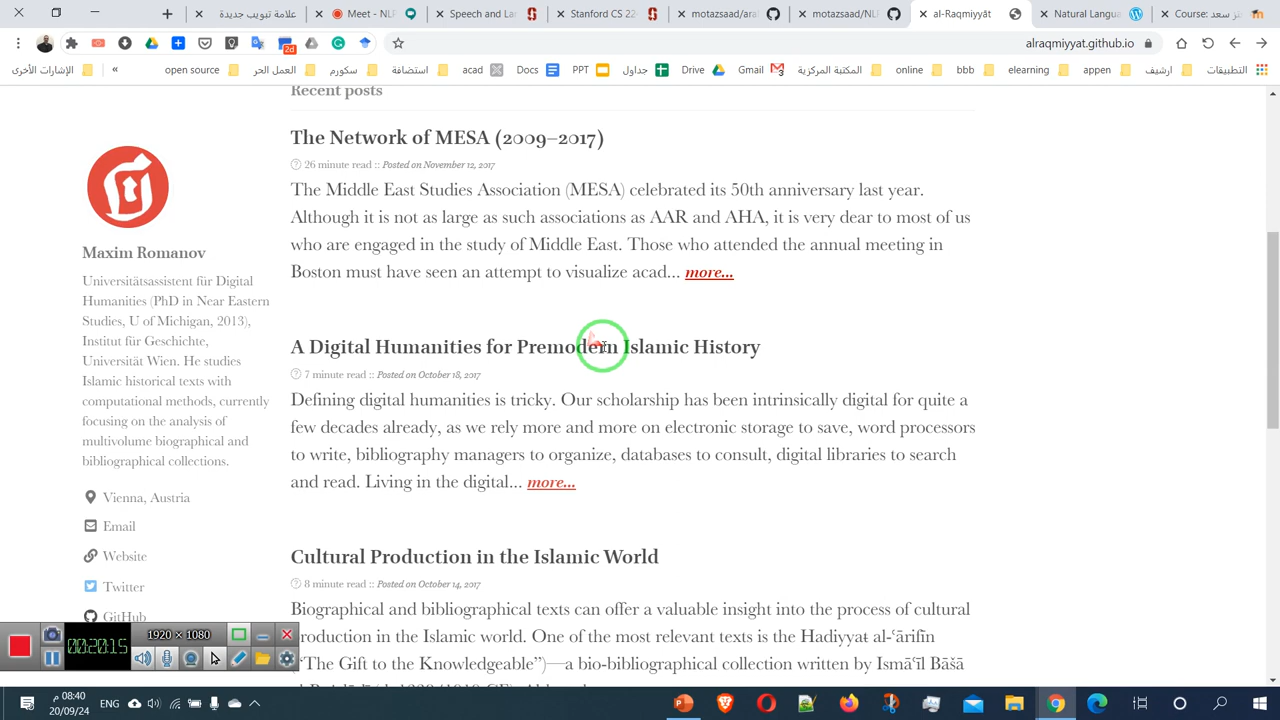 علامة تبويب جديدة
Ne
Speech and La
Stanford CS 22
motazsaad/NLP
motazsaad/
al-Raqmiyyāt
Natural Langua
Course:
تز سعد
alraqmiyyat.github.io
2d
التطبيقات ارشيف appen elearning bbb online المكتبة المركزية Gmail Drive جداول PPT Docs acad استضافة سكورم العمل الحر open source » الإشارات الأخرى
Recent posts
The Network of MESA (2009–2017)
26 minute read :: Posted on November 12, 2017
The Middle East Studies Association (MESA) celebrated its 50th anniversary last year.
Although it is not as large as such associations as AAR and AHA, it is very dear to most of us
who are engaged in the study of Middle East. Those who attended the annual meeting in
Boston must have seen an attempt to visualize acad... more...
Maxim Romanov
Universitätsassistent für Digital
Humanities (PhD in Near Eastern
Studies, U of Michigan, 2013),
Institut für Geschichte,
Universität Wien. He studies
Islamic historical texts with
computational methods, currently
focusing on the analysis of
multivolume biographical and
bibliographical collections.
Vienna, Austria
Email
Website
Twitter
GitHub
A Digital Humanities for Premodern Islamic History
7 minute read :: Posted on October 18, 2017
Defining digital humanities is tricky. Our scholarship has been intrinsically digital for quite a
few decades already, as we rely more and more on electronic storage to save, word processors
to write, bibliography managers to organize, databases to consult, digital libraries to search
and read. Living in the digital... more...
Cultural Production in the Islamic World
8 minute read :: Posted on October 14, 2017
Biographical and bibliographical texts can offer a valuable insight into the process of cultural
production in the Islamic world. One of the most relevant texts is the Hadiyyaŧ al-ʿārifīn
(“The Gift to the Knowledgeable”)—a bio-bibliographical collection written by Ismāʿīl Bāšā
00:20:15
1920 × 1080
08:40 م
20/09/24
ENG